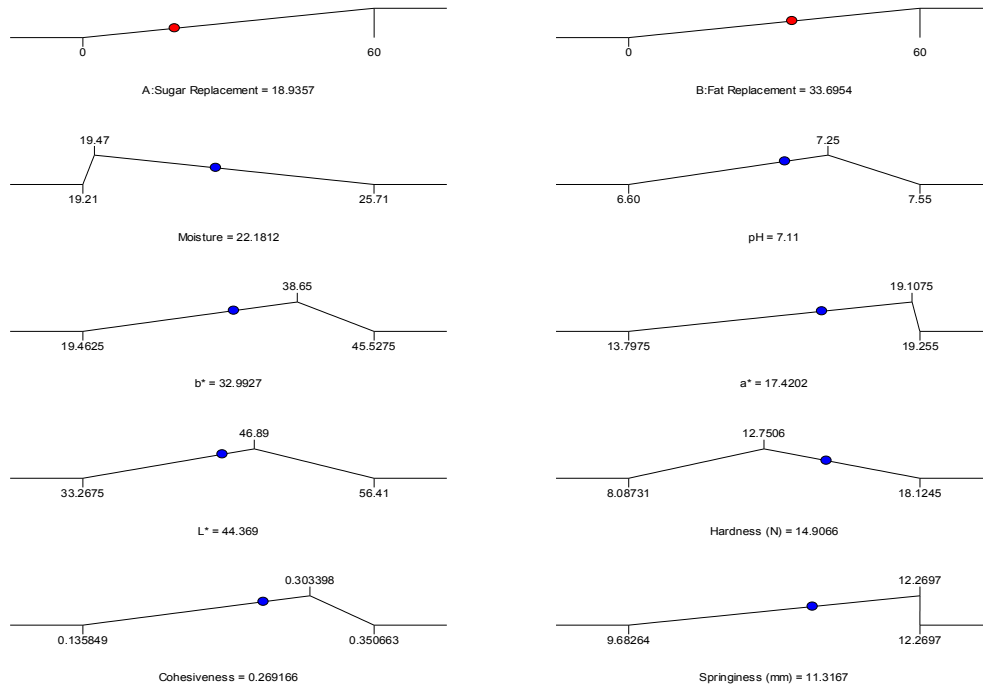 0 60
A:Sugar Replacement = 18.9357
0 60
B:Fat Replacement = 33.6954
19.47
19.21 25.71
Moisture = 22.1812
7.25
6.60 7.55
pH = 7.11
38.65
19.4625 45.5275
b* = 32.9927
19.1075
13.7975 19.255
a* = 17.4202
46.89
33.2675 56.41
L* = 44.369
12.7506
8.08731 18.1245
Hardness (N) = 14.9066
0.303398
0.135849 0.350663
Cohesiveness = 0.269166
12.2697
9.68264 12.2697
Springiness (mm) = 11.3167